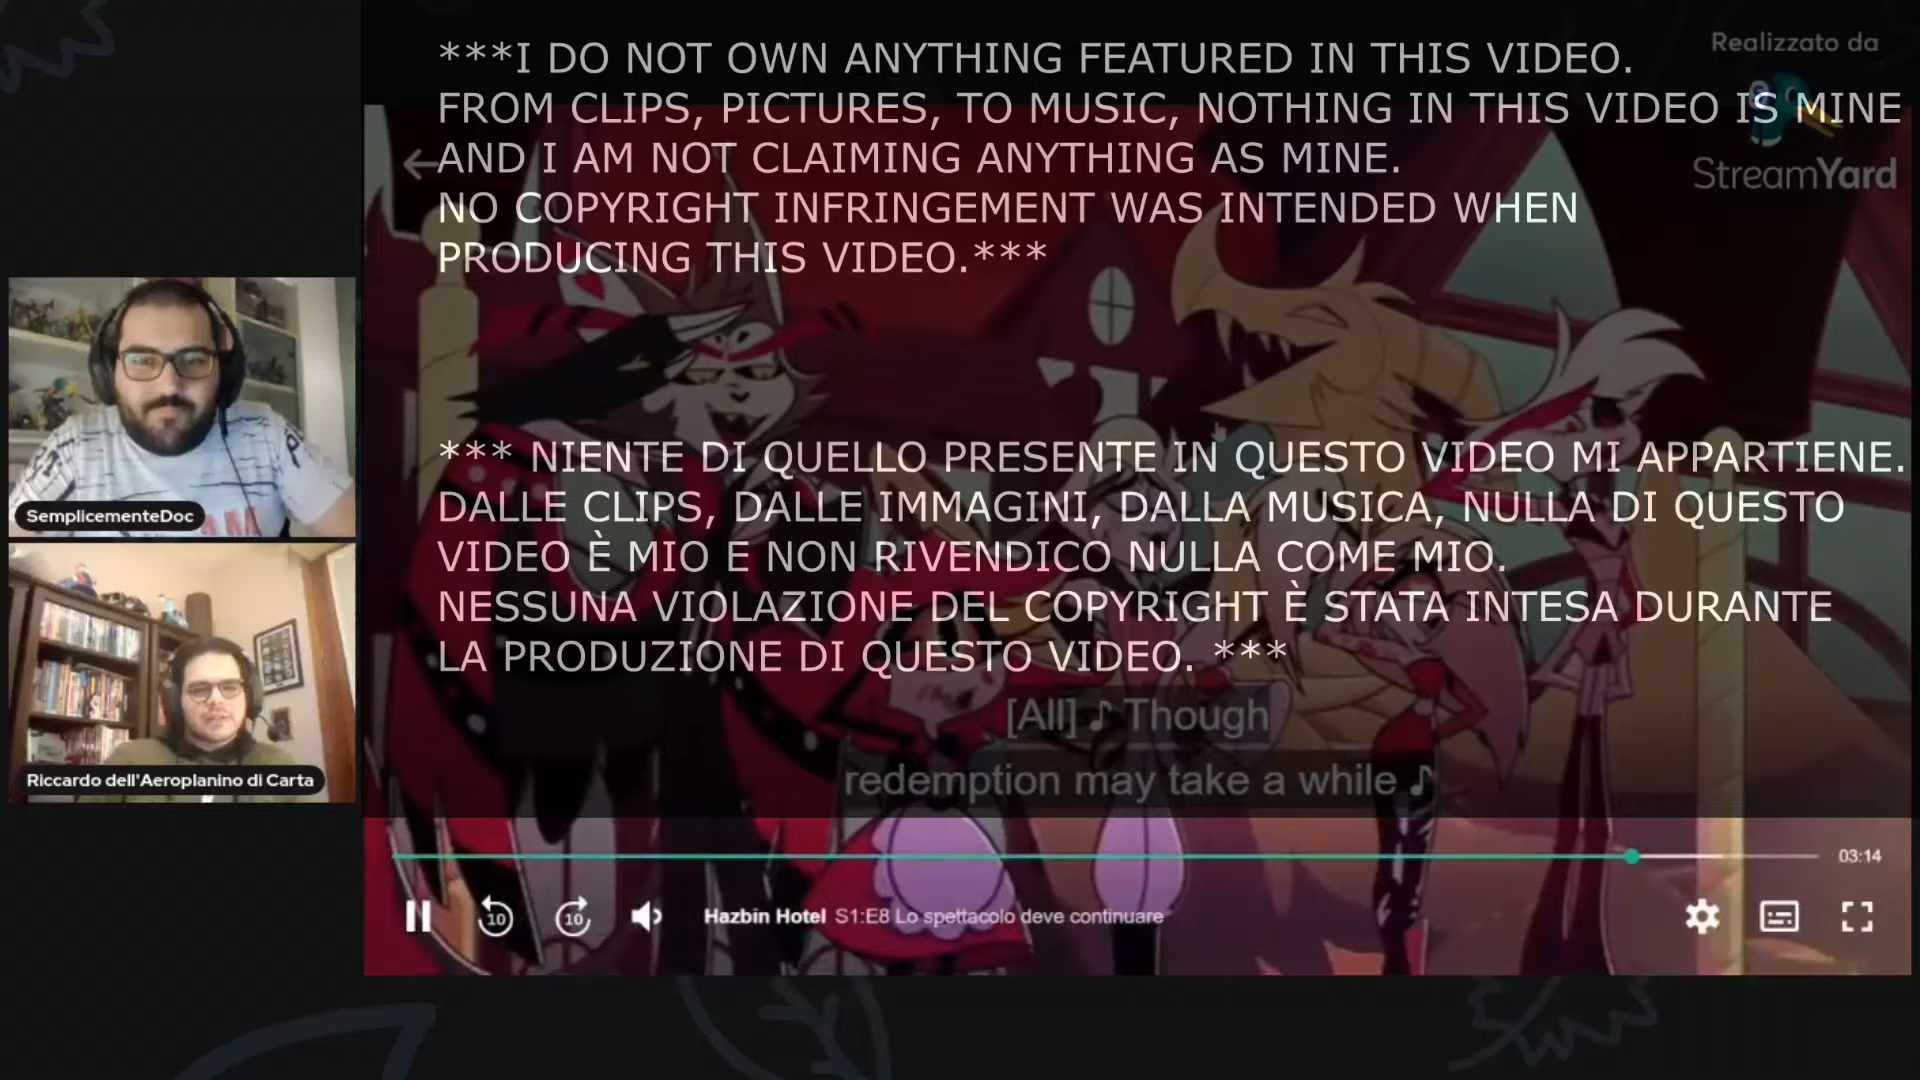 ***I DO NOT OWN ANYTHING FEATURED IN THIS VIDEO.
FROM CLIPS, PICTURES, TO MUSIC, NOTHING IN THIS VIDEO IS MINE
AND I AM NOT CLAIMING ANYTHING AS MINE.
NO COPYRIGHT INFRINGEMENT WAS INTENDED WHEN
PRODUCING THIS VIDEO.***
Realizzato da
StreamYard
*** NIENTE DI QUELLO PRESENTE IN QUESTO VIDEO MI APPARTIENE.
DALLE CLIPS, DALLE IMMAGINI, DALLA MUSICA, NULLA DI QUESTO
VIDEO È MIO E NON RIVENDICO NULLA COME MIO.
NESSUNA VIOLAZIONE DEL COPYRIGHT È STATA INTESA DURANTE
LA PRODUZIONE DI QUESTO VIDEO. ***
SemplicementeDoc
Riccardo dell'Aeroplanino di Carta
[All] ♪ Though
redemption may take a while ♪
03:14
10
10
Hazbin Hotel S1:E8 Lo spettacolo deve continuare